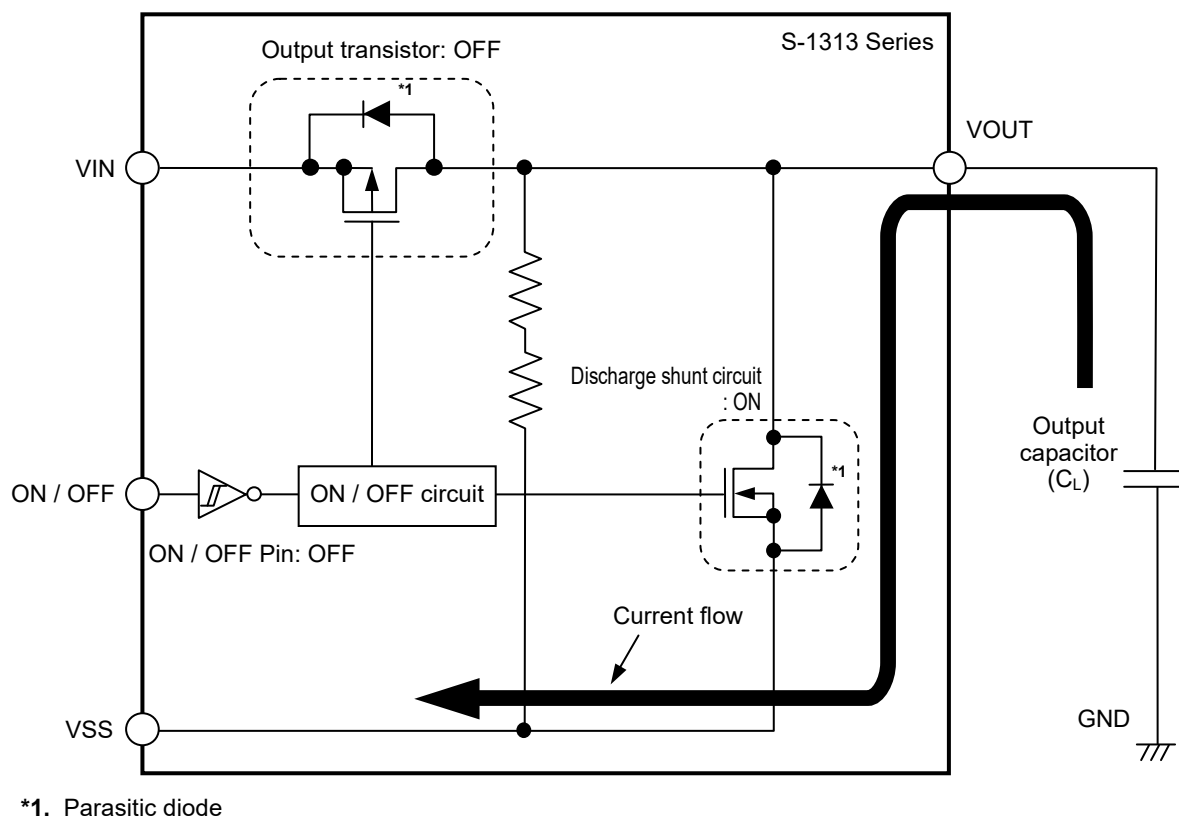 S-1313 Series
Output transistor: OFF
*1
VOUT
VIN
Discharge shunt circuit
: ON
Output
capacitor
(CL)
*1
ON / OFF
ON / OFF circuit
ON / OFF Pin: OFF
Current flow
GND
VSS
*1. Parasitic diode